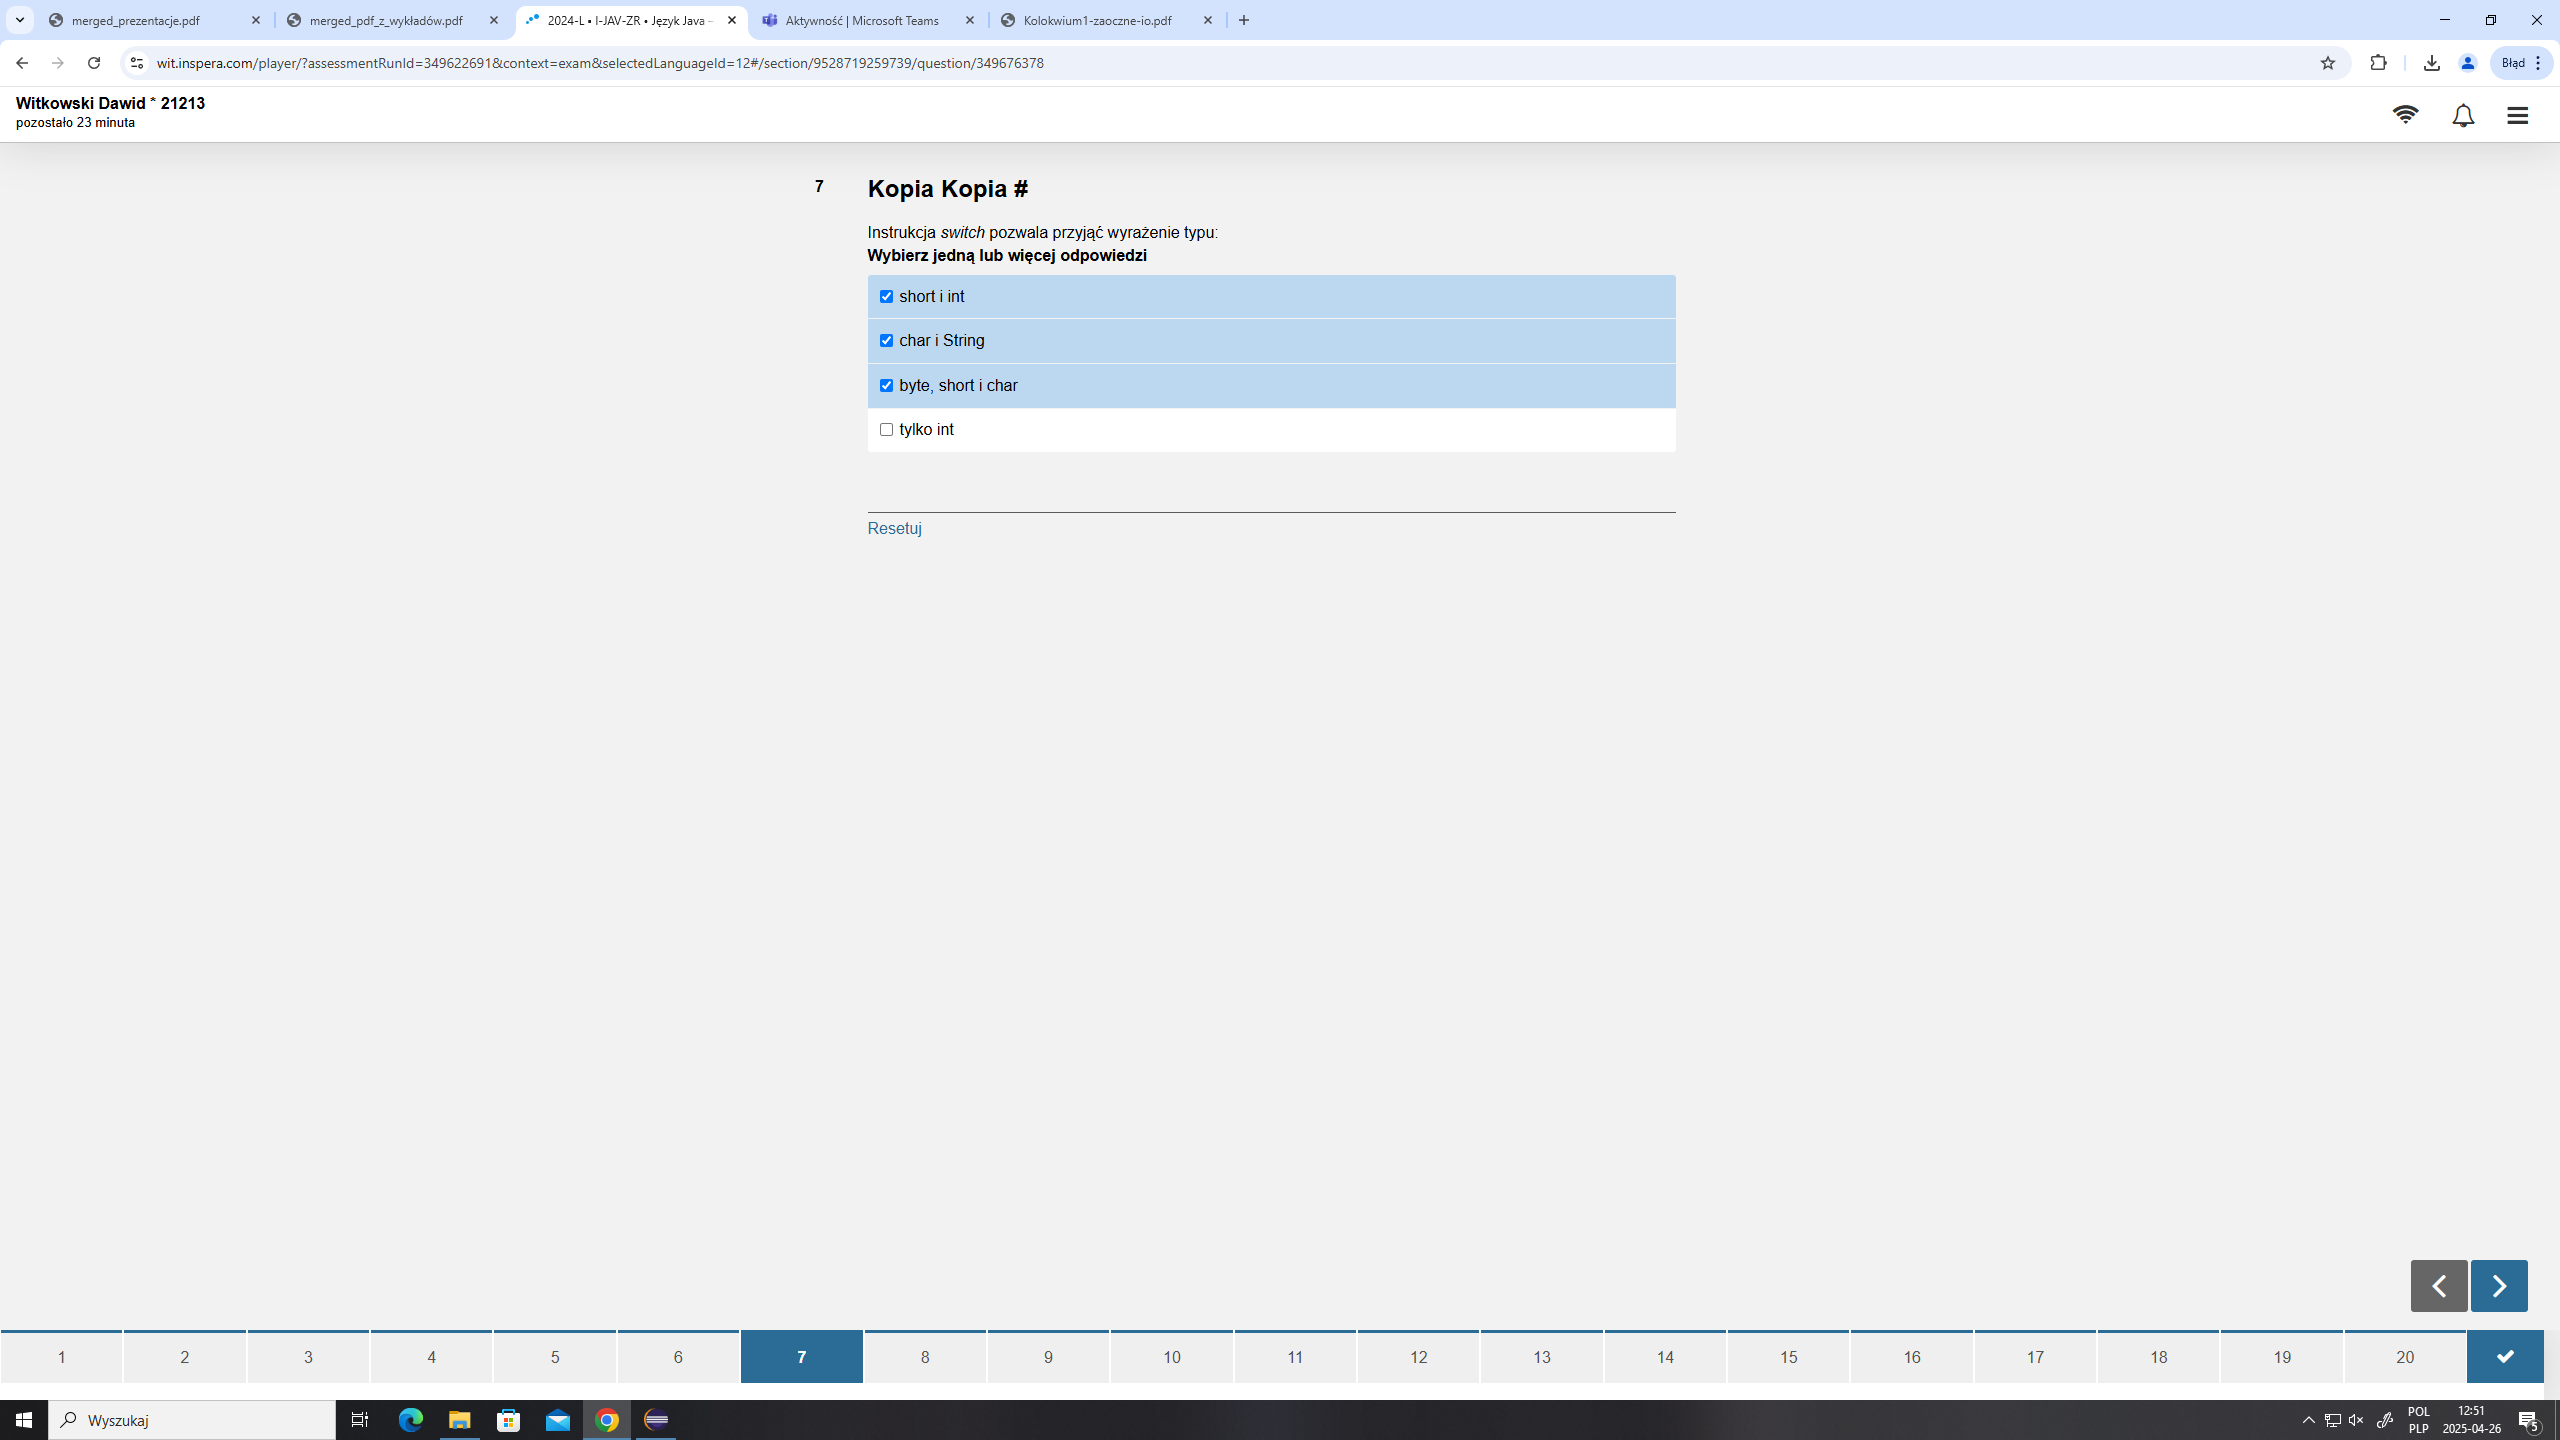 merged_prezentacje.pdf
merged_pdf_z_wykładów.pdf
2024-L • I-JAV-ZR • Język Java –
Aktywność | Microsoft Teams
Kolokwium1-zaoczne-io.pdf
wit.inspera.com/player/?assessmentRunId=349622691&context=exam&selectedLanguageId=12#/section/9528719259739/question/349676378
Błąd
Witkowski Dawid * 21213
pozostało 23 minuta
7
Kopia Kopia #
Instrukcja switch pozwala przyjąć wyrażenie typu:
Wybierz jedną lub więcej odpowiedzi
short i int
char i String
byte, short i char
tylko int
Resetuj
1 2 3 4 5 6 7 8 9 10 11 12 13 14 15 16 17 18 19 20
Wyszukaj
POL
PLP
12:51
2025-04-26
5